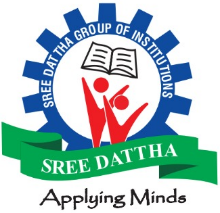 SREE DATTHA GROUP OF INSTITUTIONS
SREE DATTHA
Applying Minds